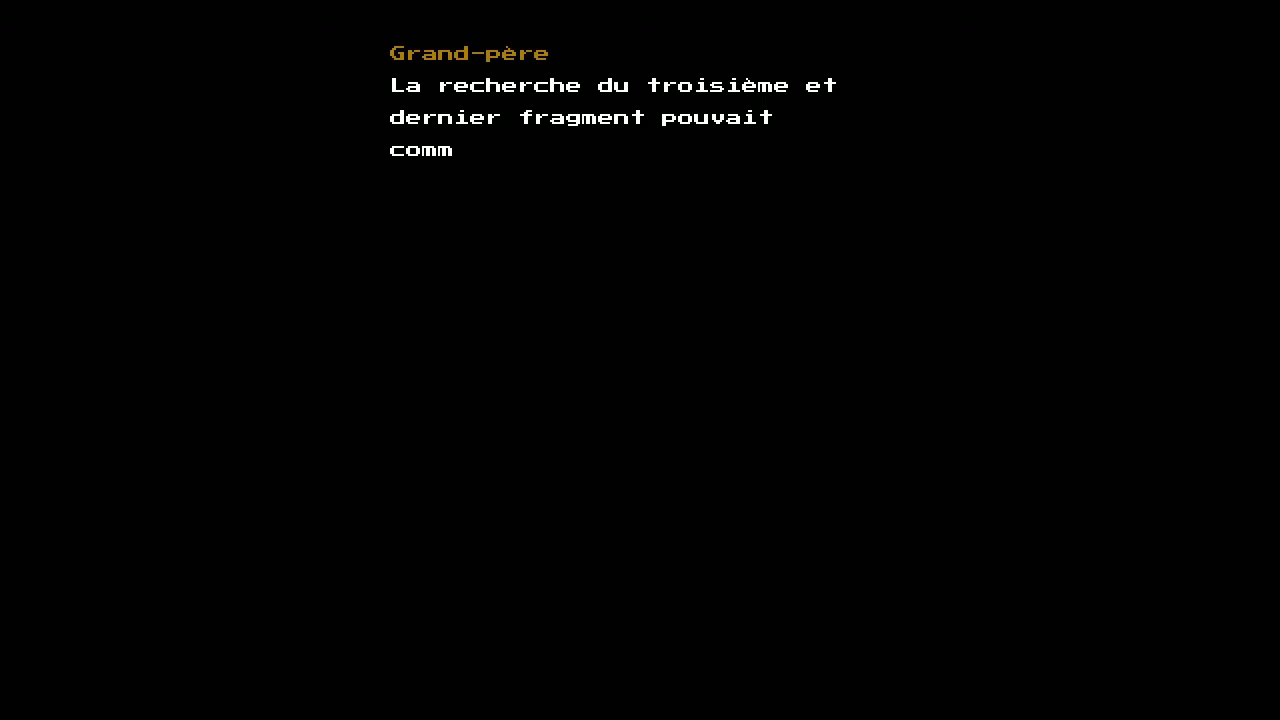 Grand-père
La recherche du troisième et
dernier fragment pouvait
comm